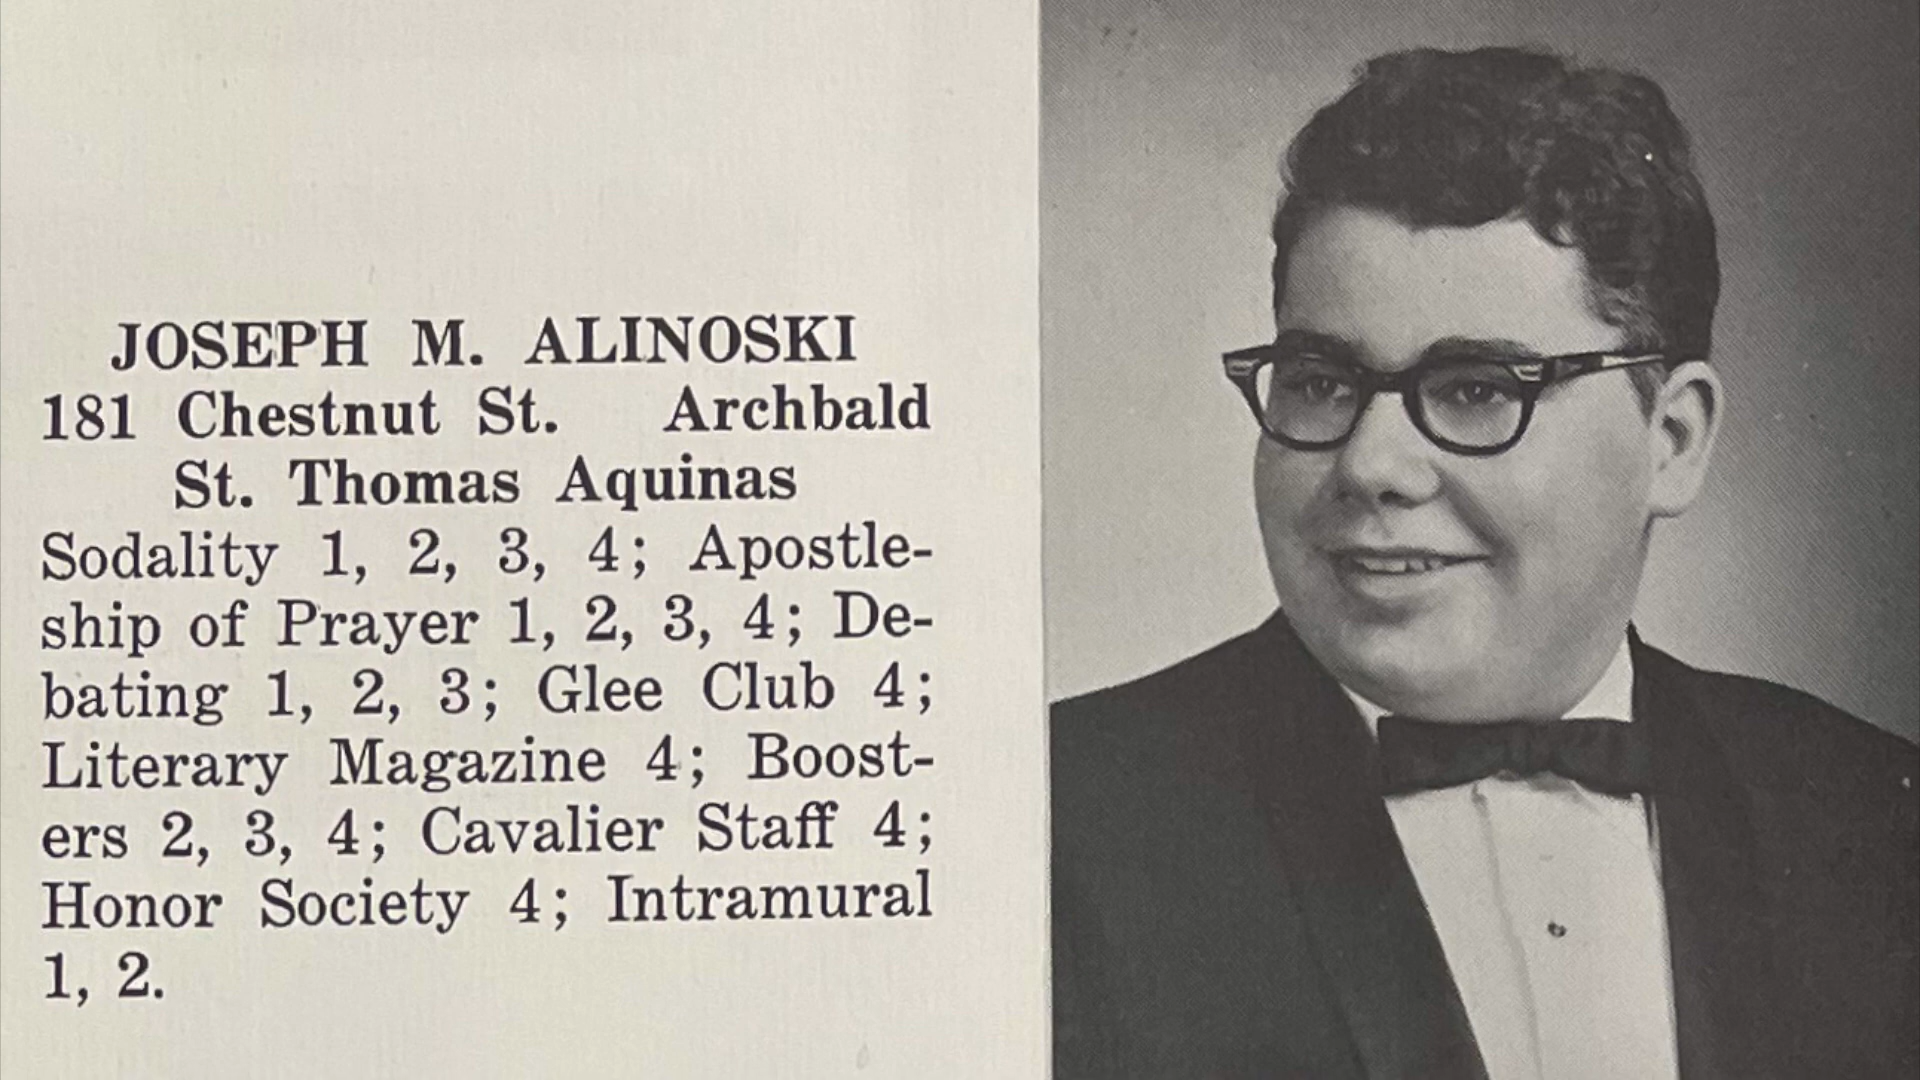 JOSEPH M. ALINOSKI
181 Chestnut St. Archbald
St. Thomas Aquinas
Sodality 1, 2, 3, 4; Apostle-
ship of Prayer 1, 2, 3, 4; De-
bating 1, 2, 3; Glee Club 4;
Literary Magazine 4; Boost-
ers 2, 3, 4; Cavalier Staff 4;
Honor Society 4; Intramural
1, 2.